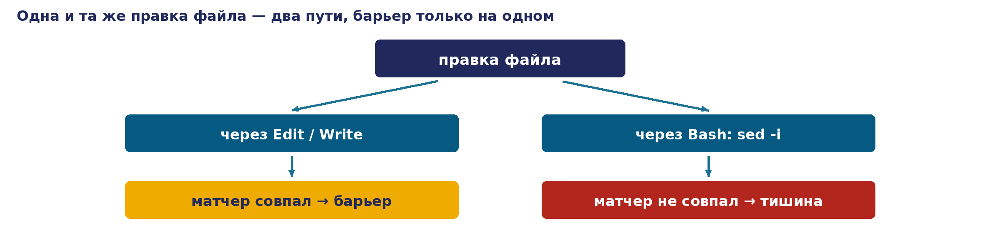 Одна и та же правка файла — два пути, барьер только на одном
правка файла
через Edit / Write
через Bash: sed -i
матчер совпал → барьер
матчер не совпал → тишина